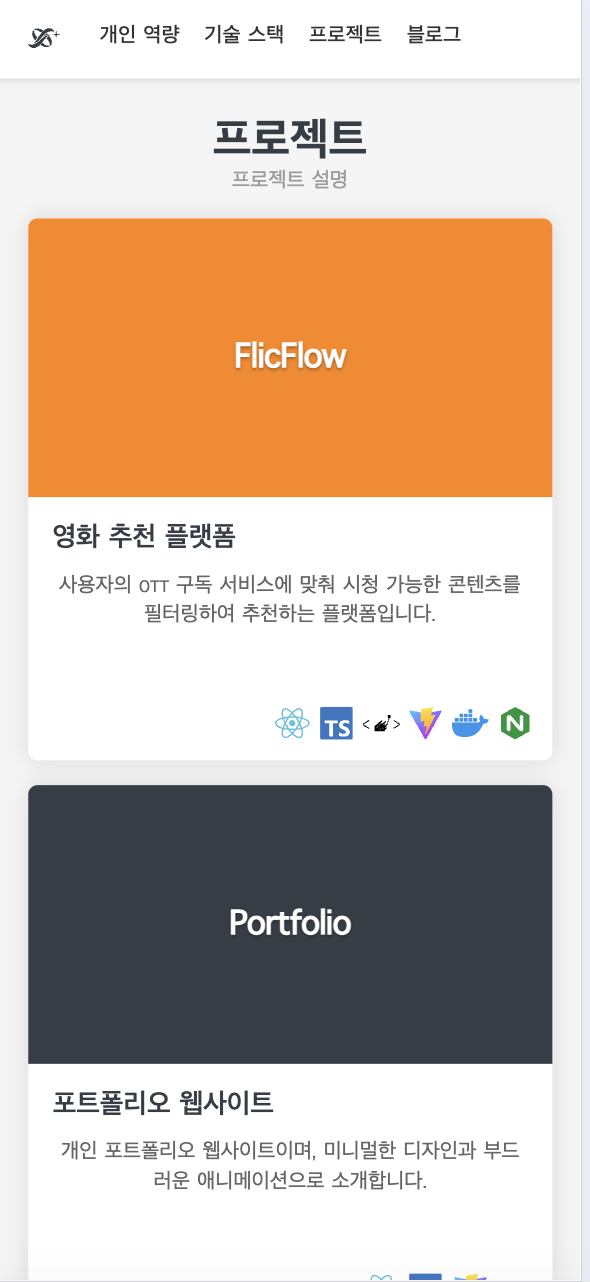 개인 역량 기술 스택 프로젝트 블로그
프로젝트
프로젝트 설명
FlicFlow
영화 추천 플랫폼
사용자의 OTT 구독 서비스에 맞춰 시청 가능한 콘텐츠를
필터링하여 추천하는 플랫폼입니다.
TS
N
Portfolio
포트폴리오 웹사이트
개인 포트폴리오 웹사이트이며, 미니멀한 디자인과 부드
러운 애니메이션으로 소개합니다.